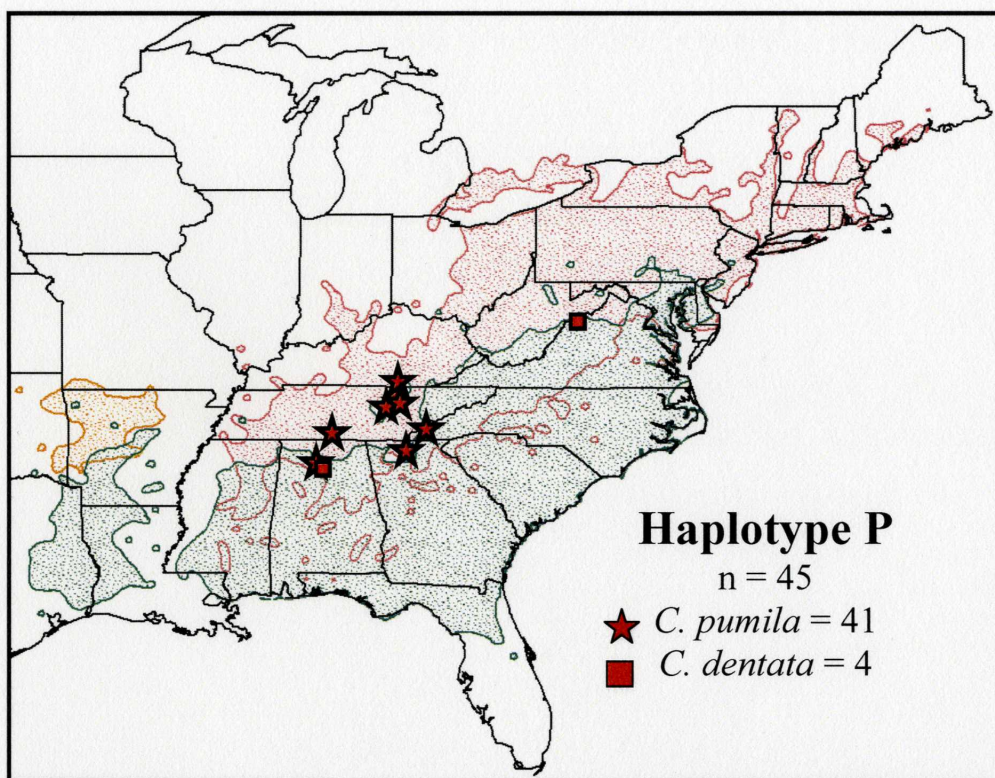 Haplotype P
n = 45
C. pumila = 41
C. dentata = 4